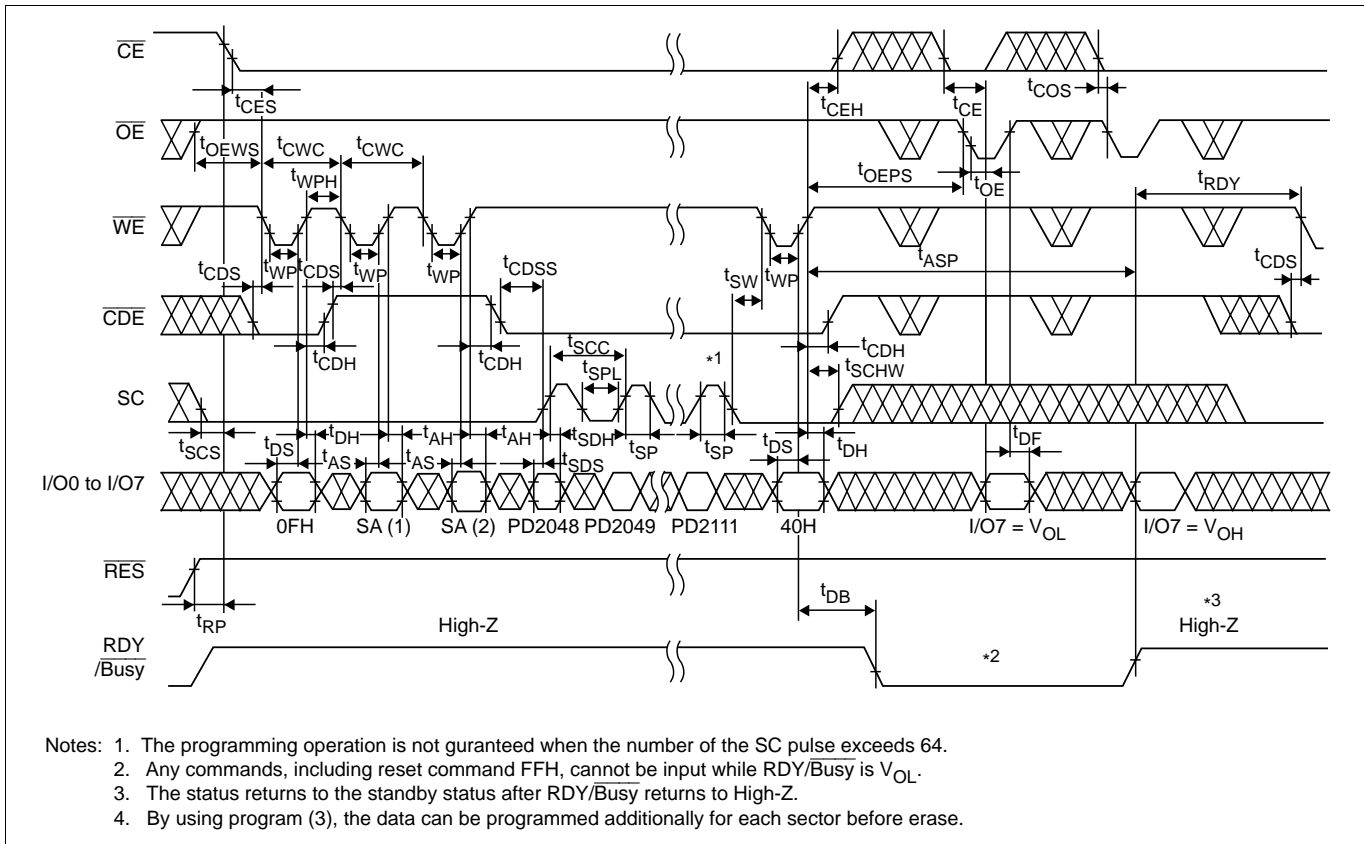 CE
tCES
tCEH
tCE
tCOS
OE
tOEWS
tCWC
tCWC
tWPH
tOEPS
tOE
tRDY
WE
tCDS
tWP
tCDS
tWP
tWP
tCDSS
tSW
tWP
tASP
tCDS
CDE
tCDH
tCDH
tSCC
tSPL
*1
tCDH
tSCHW
SC
tSCS
tDS
tDH
tAS
tAH
tAS
tAH
tSDH
tSDS
tSP
tSP
tDS
tDH
tDF
I/O0 to I/O7
0FH
SA (1)
SA (2)
PD2048
PD2049
PD2111
40H
I/O7 = VOL
I/O7 = VOH
RES
tRP
tDB
High-Z
*3
High-Z
RDY
/Busy
*2
Notes: 1. The programming operation is not guranteed when the number of the SC pulse exceeds 64.
2. Any commands, including reset command FFH, cannot be input while RDY/Busy is VOL.
3. The status returns to the standby status after RDY/Busy returns to High-Z.
4. By using program (3), the data can be programmed additionally for each sector before erase.